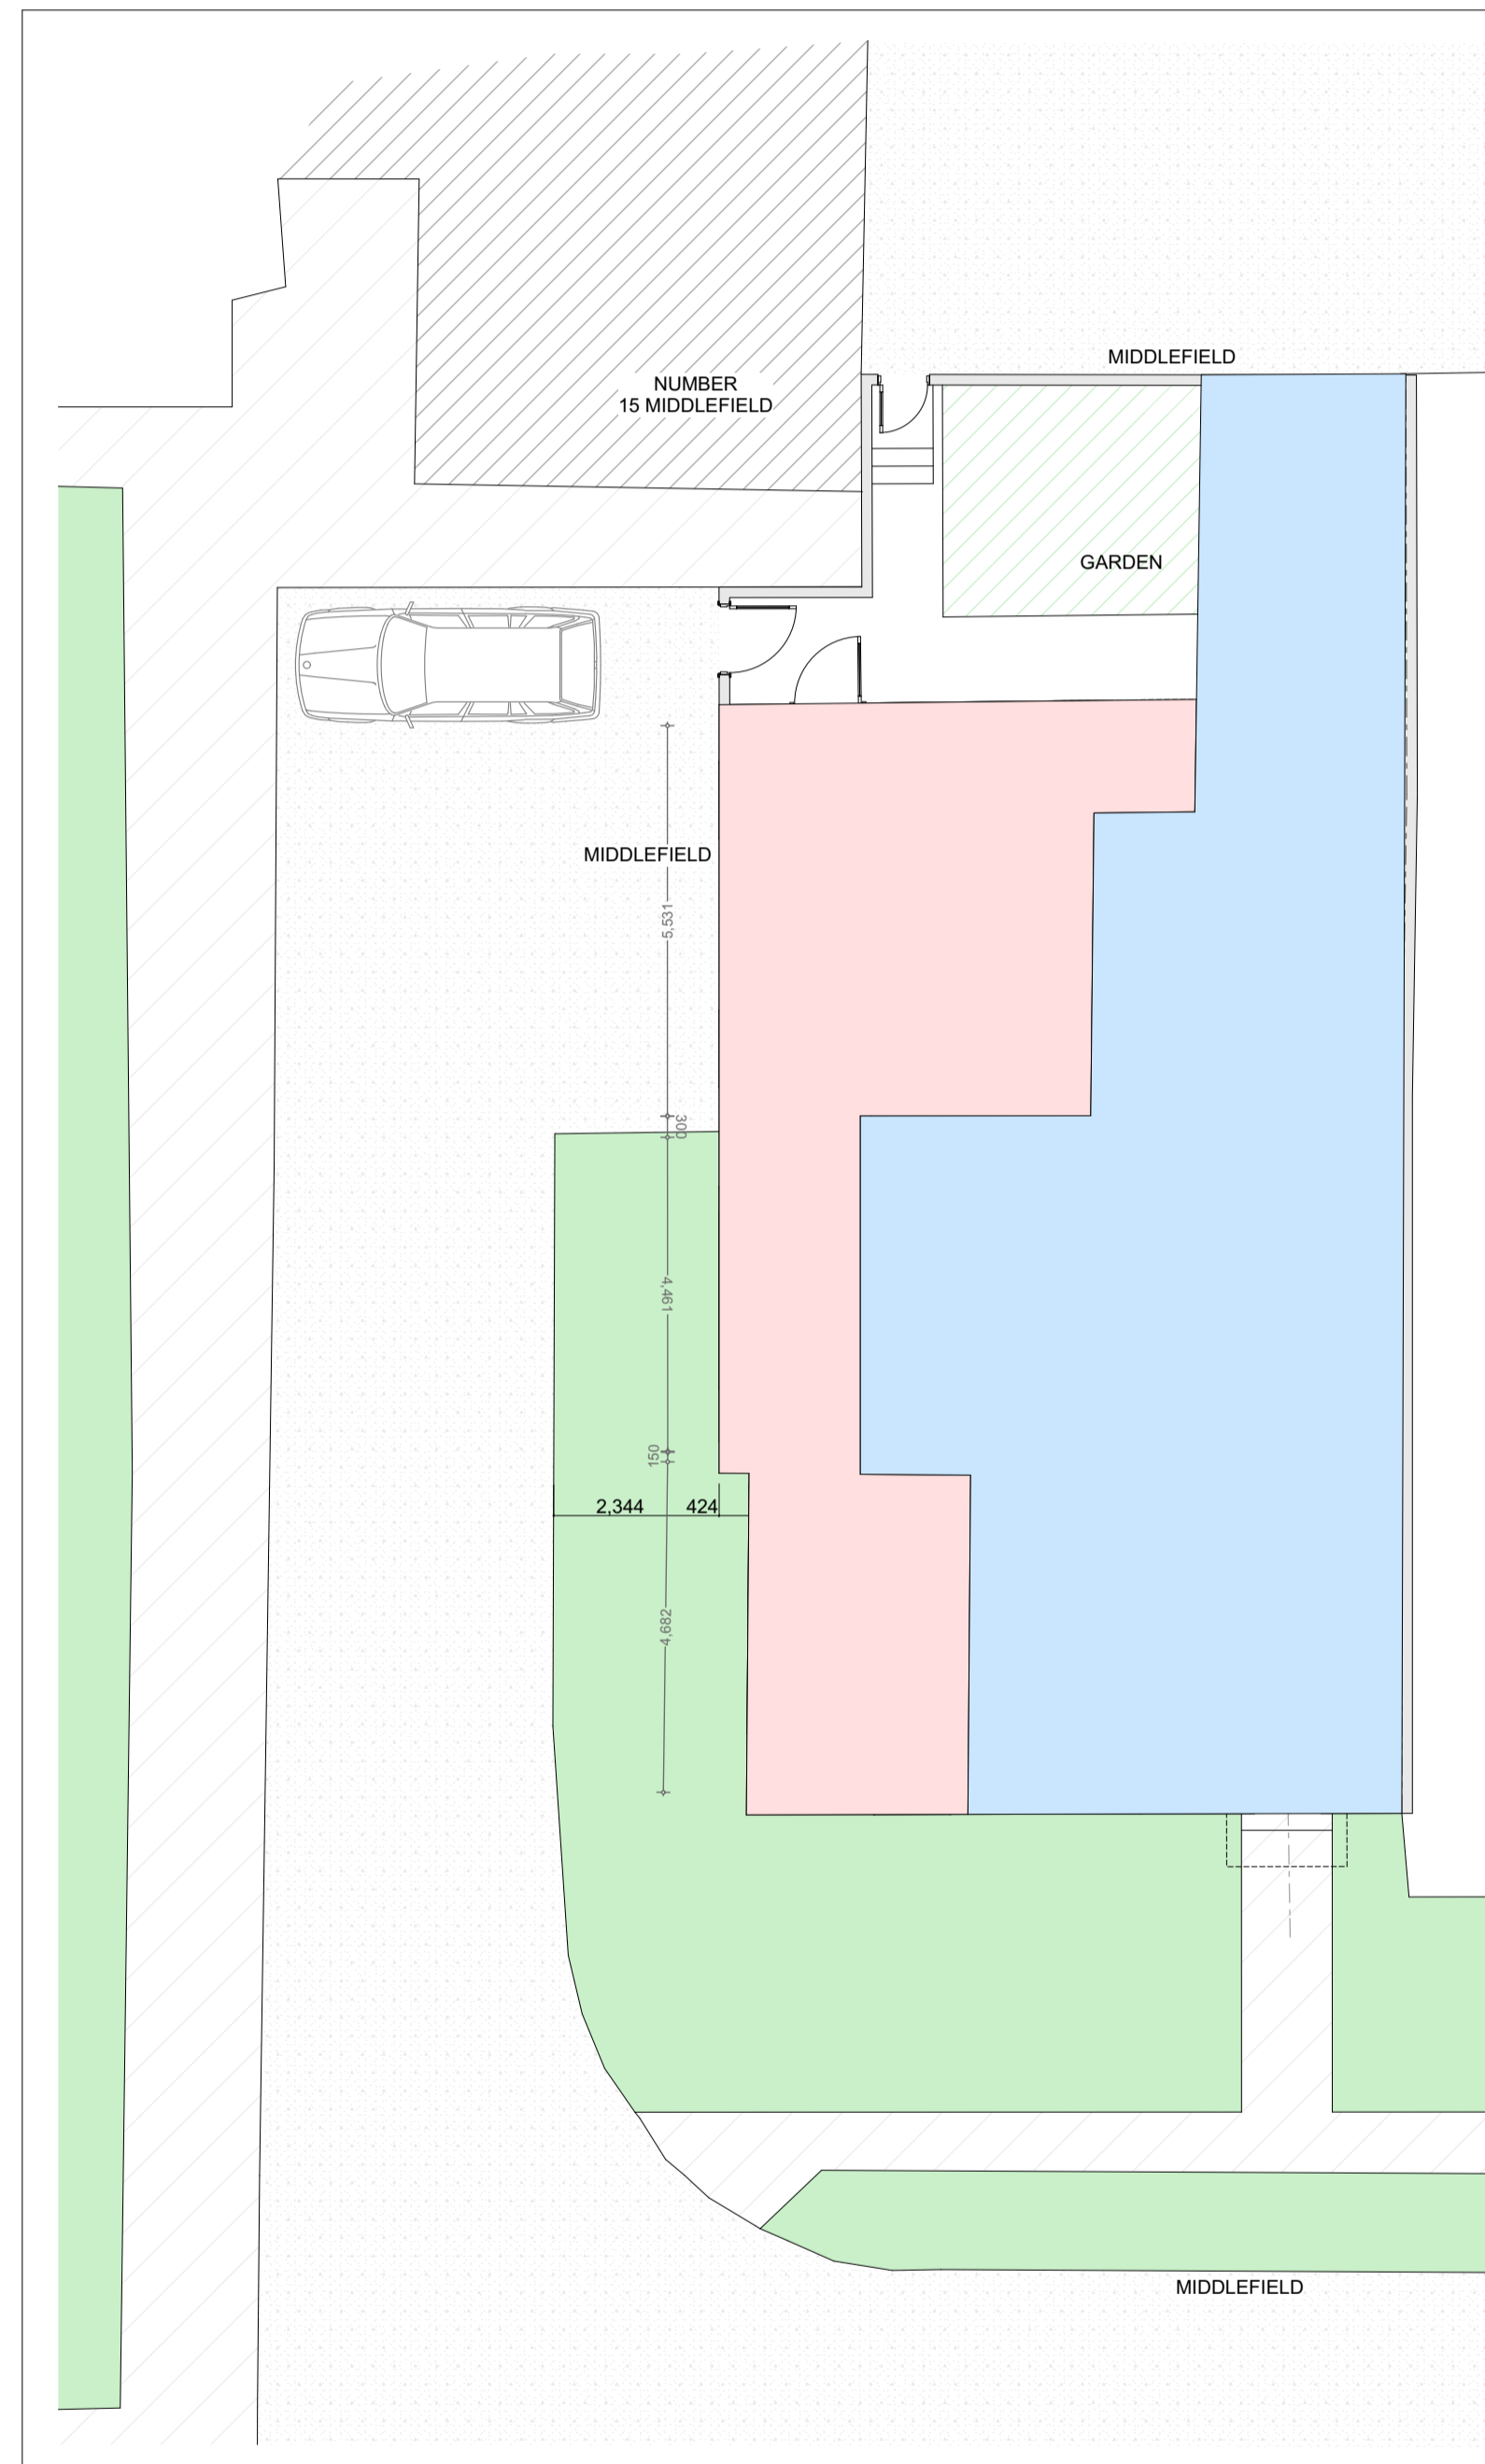 MIDDLEFIELD
NUMBER
15 MIDDLEFIELD
GARDEN
MIDDLEFIELD
5,531
300
4,461
150
2,344
424
4,682
MIDDLEFIELD